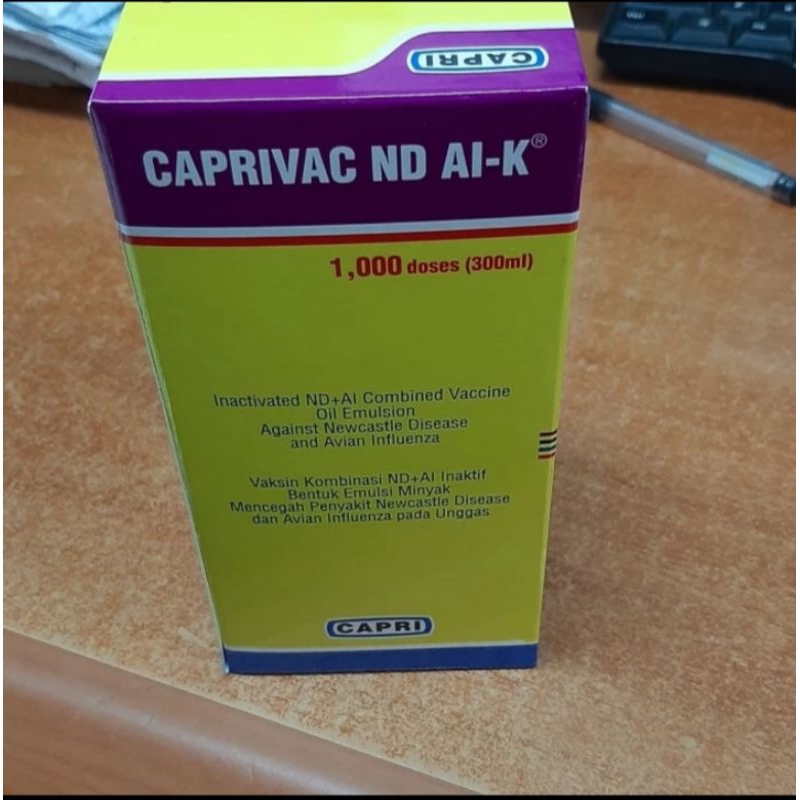 CAPRI
CAPRIVAC ND AI-K®
1,000 doses (300ml)
Inactivated ND+AI Combined Vaccine
Oil Emulsion
Against Newcastle Disease
and Avian Influenza
Vaksin Kombinasi ND+AI Inaktif
Bentuk Emulsi Minyak
Mencegah Penyakit Newcastle Disease
dan Avian Influenza pada Unggas
CAPRI